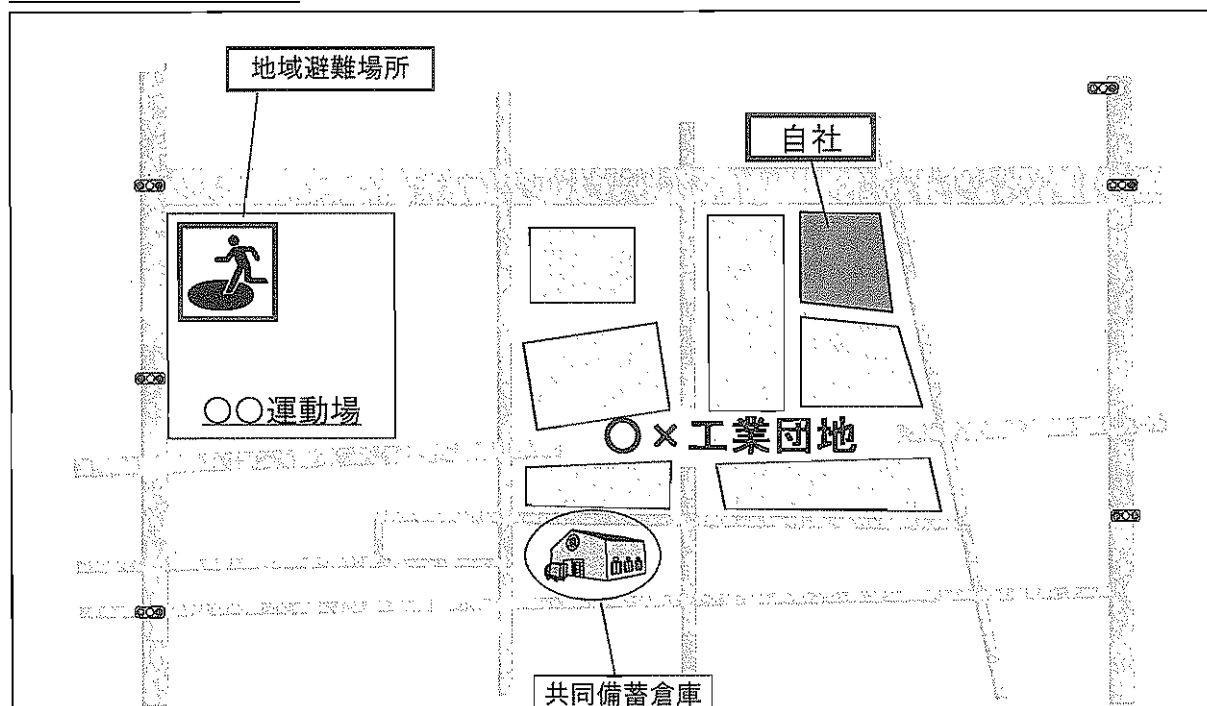 地域避難場所
自社
○○運動場
○×工業団地
共同備蓄倉庫